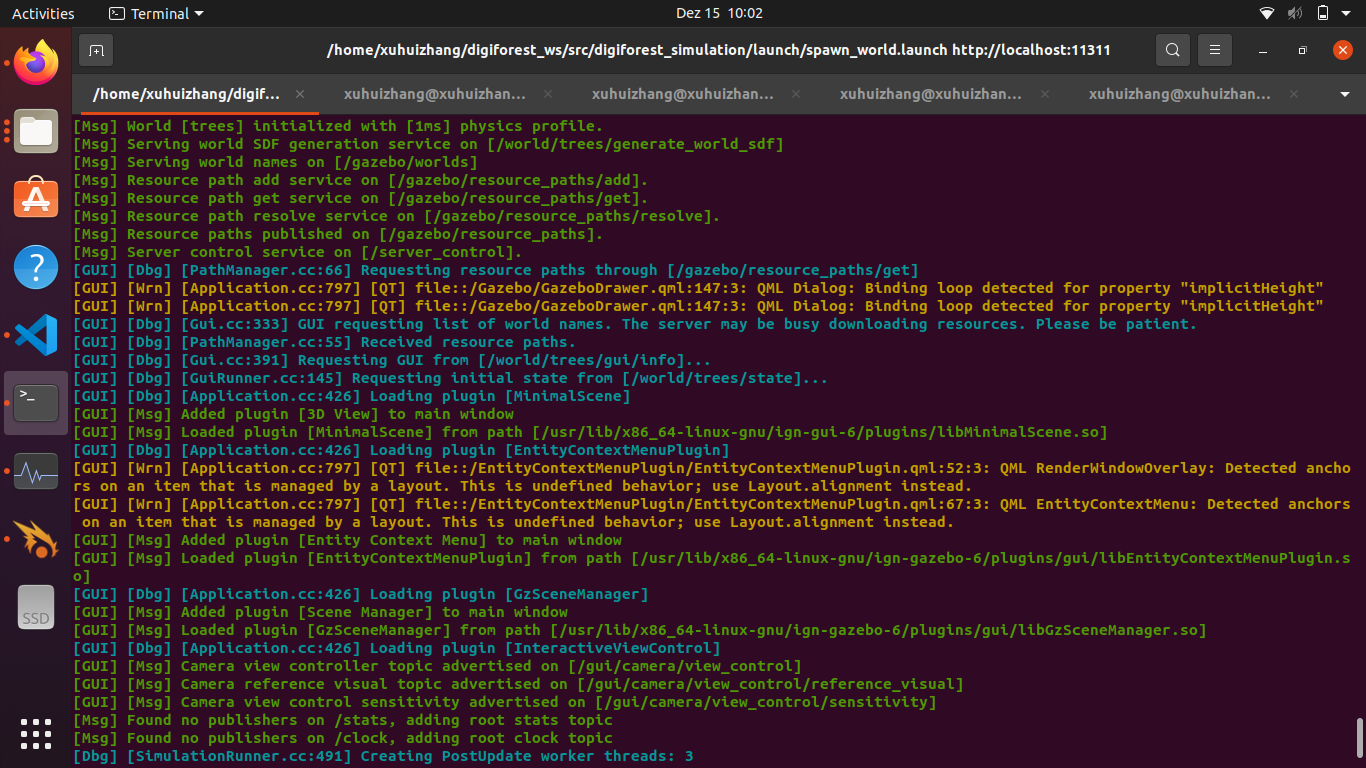 Activities
Terminal
Dez 15 10:02
/home/xuhuizhang/digiforest_ws/src/digiforest_simulation/launch/spawn_world.launch http://localhost:11311
/home/xuhuizhang/digif...
xuhuizhang@xuhuizhan...
xuhuizhang@xuhuizhan...
xuhuizhang@xuhuizhan...
xuhuizhang@xuhuizhan...
[Msg] World [trees] initialized with [1ms] physics profile.
[Msg] Serving world SDF generation service on [/world/trees/generate_world_sdf]
[Msg] Serving world names on [/gazebo/worlds]
[Msg] Resource path add service on [/gazebo/resource_paths/add].
[Msg] Resource path get service on [/gazebo/resource_paths/get].
[Msg] Resource path resolve service on [/gazebo/resource_paths/resolve].
[Msg] Resource paths published on [/gazebo/resource_paths].
[Msg] Server control service on [/server_control].
[GUI] [Dbg] [PathManager.cc:66] Requesting resource paths through [/gazebo/resource_paths/get]
[GUI] [Wrn] [Application.cc:797] [QT] file::/Gazebo/GazeboDrawer.qml:147:3: QML Dialog: Binding loop detected for property "implicitHeight"
[GUI] [Wrn] [Application.cc:797] [QT] file::/Gazebo/GazeboDrawer.qml:147:3: QML Dialog: Binding loop detected for property "implicitHeight"
[GUI] [Dbg] [Gui.cc:333] GUI requesting list of world names. The server may be busy downloading resources. Please be patient.
[GUI] [Dbg] [PathManager.cc:55] Received resource paths.
[GUI] [Dbg] [Gui.cc:391] Requesting GUI from [/world/trees/gui/info]...
[GUI] [Dbg] [GuiRunner.cc:145] Requesting initial state from [/world/trees/state]...
[GUI] [Dbg] [Application.cc:426] Loading plugin [MinimalScene]
[GUI] [Msg] Added plugin [3D View] to main window
[GUI] [Msg] Loaded plugin [MinimalScene] from path [/usr/lib/x86_64-linux-gnu/ign-gui-6/plugins/libMinimalScene.so]
[GUI] [Dbg] [Application.cc:426] Loading plugin [EntityContextMenuPlugin]
[GUI] [Wrn] [Application.cc:797] [QT] file::/EntityContextMenuPlugin/EntityContextMenuPlugin.qml:52:3: QML RenderWindowOverlay: Detected ancho
rs on an item that is managed by a layout. This is undefined behavior; use Layout.alignment instead.
[GUI] [Wrn] [Application.cc:797] [QT] file::/EntityContextMenuPlugin/EntityContextMenuPlugin.qml:67:3: QML EntityContextMenu: Detected anchors
on an item that is managed by a layout. This is undefined behavior; use Layout.alignment instead.
[GUI] [Msg] Added plugin [Entity Context Menu] to main window
[GUI] [Msg] Loaded plugin [EntityContextMenuPlugin] from path [/usr/lib/x86_64-linux-gnu/ign-gazebo-6/plugins/gui/libEntityContextMenuPlugin.s
o]
[GUI] [Dbg] [Application.cc:426] Loading plugin [GzSceneManager]
[GUI] [Msg] Added plugin [Scene Manager] to main window
[GUI] [Msg] Loaded plugin [GzSceneManager] from path [/usr/lib/x86_64-linux-gnu/ign-gazebo-6/plugins/gui/libGzSceneManager.so]
[GUI] [Dbg] [Application.cc:426] Loading plugin [InteractiveViewControl]
[GUI] [Msg] Camera view controller topic advertised on [/gui/camera/view_control]
[GUI] [Msg] Camera reference visual topic advertised on [/gui/camera/view_control/reference_visual]
[GUI] [Msg] Camera view control sensitivity advertised on [/gui/camera/view_control/sensitivity]
[Msg] Found no publishers on /stats, adding root stats topic
[Msg] Found no publishers on /clock, adding root clock topic
[Dbg] [SimulationRunner.cc:491] Creating PostUpdate worker threads: 3
SSD